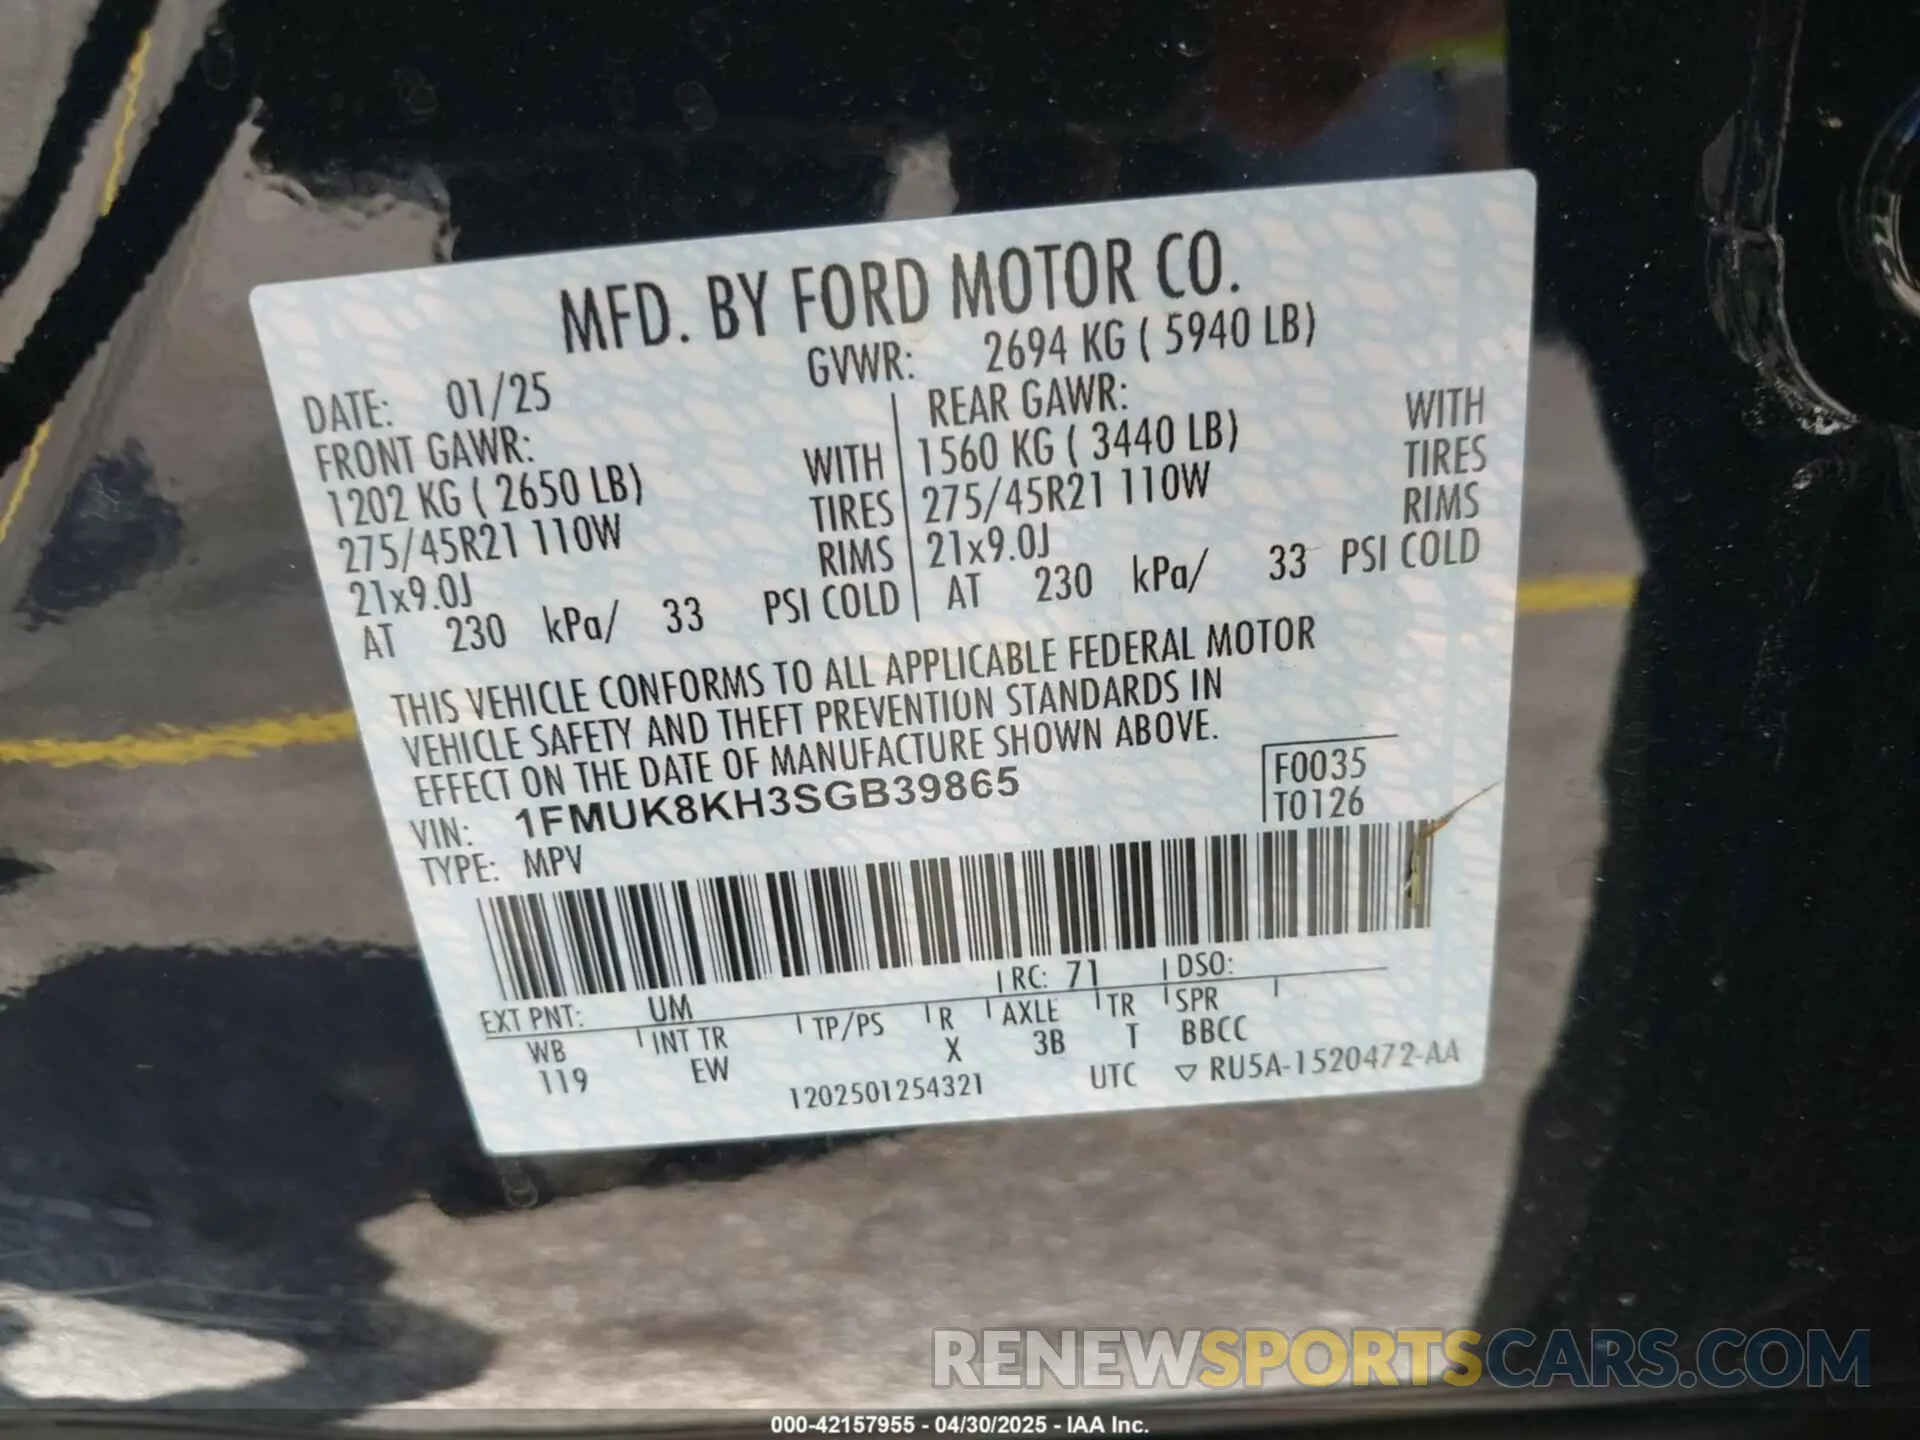 MFD. BY FORD MOTOR CO.
DATE: 01/25 GVWR: 2694 KG ( 5940 LB)
FRONT GAWR: REAR GAWR:
1202 KG ( 2650 LB) WITH 1560 KG ( 3440 LB) WITH
275/45R21 110W TIRES 275/45R21 110W TIRES
21x9.0J RIMS 21x9.0J RIMS
AT 230 kPa/ 33 PSI COLD AT 230 kPa/ 33 PSI COLD
THIS VEHICLE CONFORMS TO ALL APPLICABLE FEDERAL MOTOR
VEHICLE SAFETY AND THEFT PREVENTION STANDARDS IN
EFFECT ON THE DATE OF MANUFACTURE SHOWN ABOVE.
VIN: 1FMUK8KH3SGB39865 F0035
TYPE: MPV T0126
EXT PNT: UM RC: 71 DSO:
WB INT TR TP/PS R AXLE TR SPR
119 EW X 3B T BBCC
1202501254321 UTC ▽ RU5A-1520472-AA
RENEWSPORTSCARS.COM
000-42157955 - 04/30/2025 - IAA Inc.